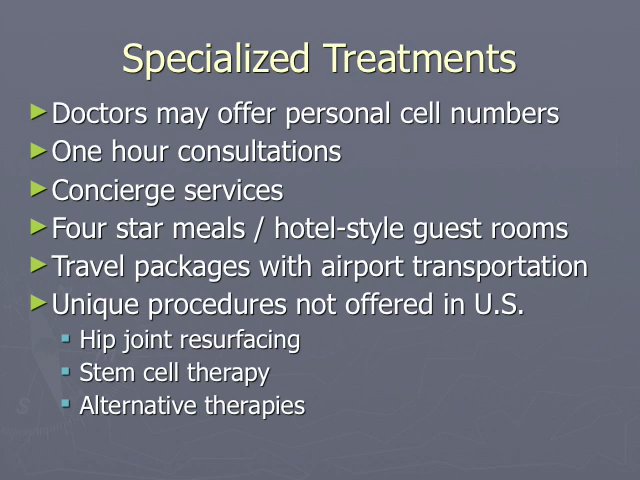 Specialized Treatments
►Doctors may offer personal cell numbers
►One hour consultations
►Concierge services
►Four star meals / hotel-style guest rooms
►Travel packages with airport transportation
►Unique procedures not offered in U.S.
▪ Hip joint resurfacing
▪ Stem cell therapy
▪ Alternative therapies